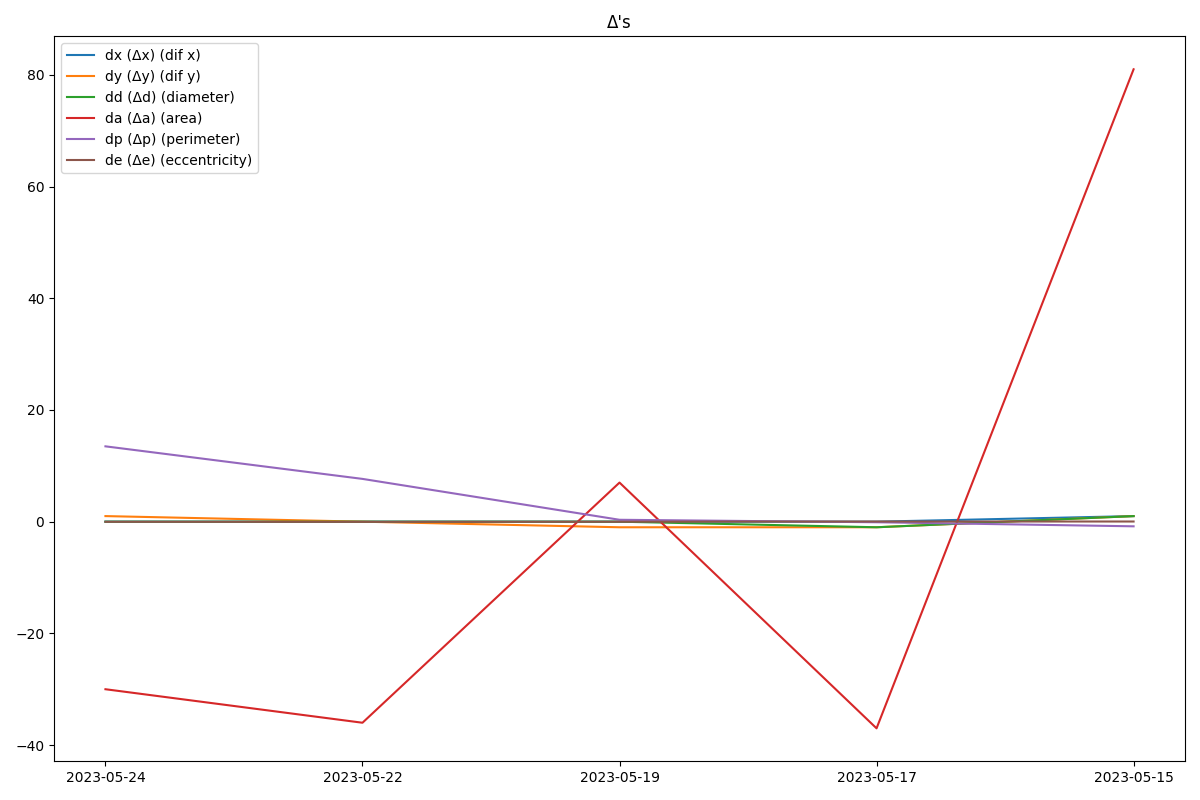 Δ's
dx (Δx) (dif x)
dy (Δy) (dif y)
dd (Δd) (diameter)
da (Δa) (area)
dp (Δp) (perimeter)
de (Δe) (eccentricity)
80
60
40
20
0
−20
−40
2023-05-24 2023-05-22 2023-05-19 2023-05-17 2023-05-15